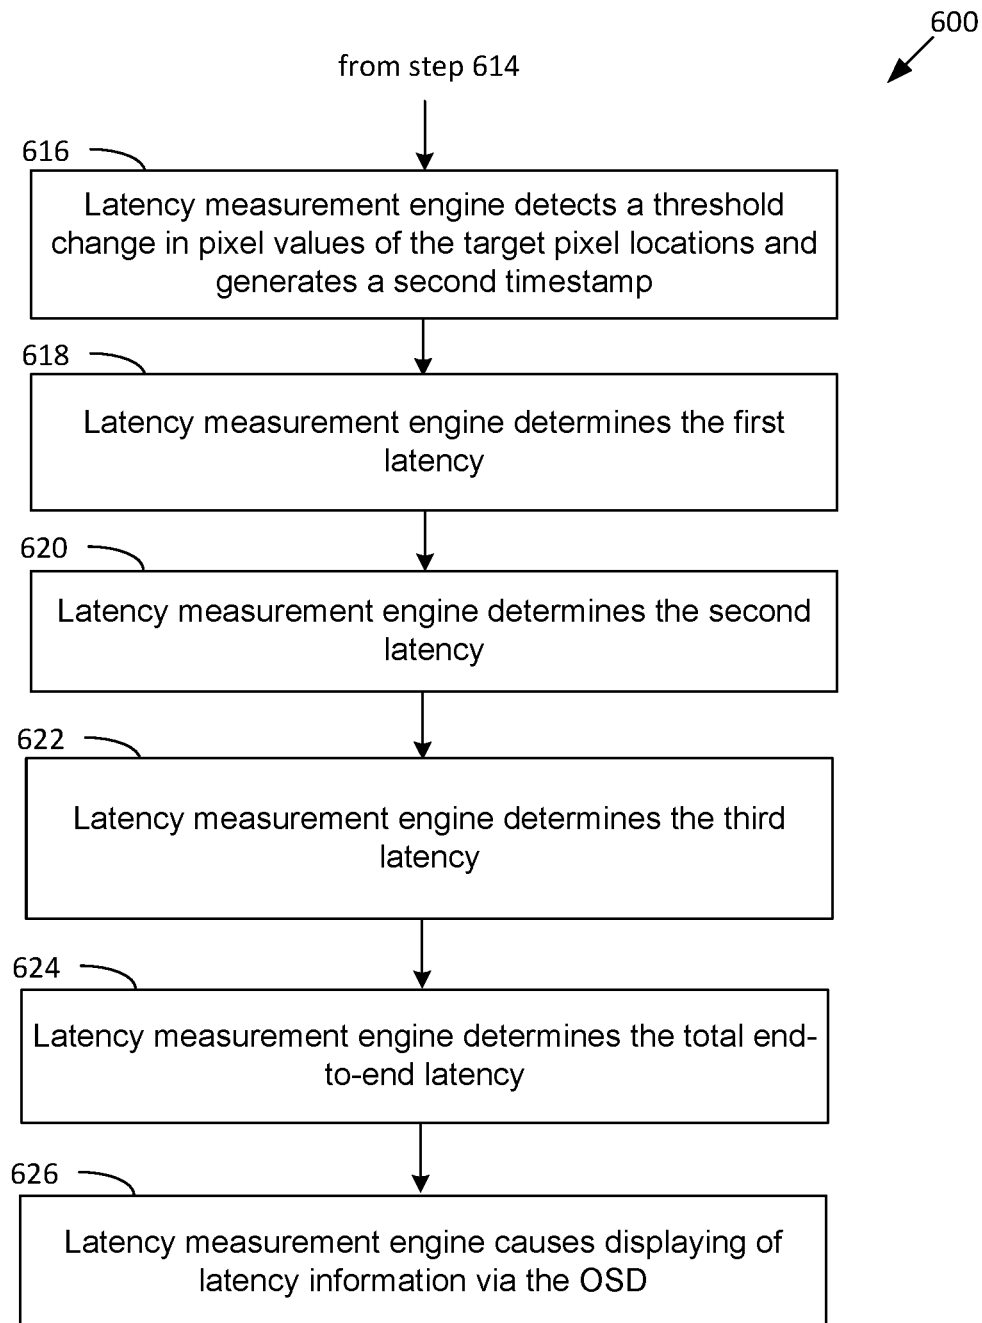 600
from step 614
616
Latency measurement engine detects a threshold
change in pixel values of the target pixel locations and
generates a second timestamp
618
Latency measurement engine determines the first
latency
620
Latency measurement engine determines the second
latency
622
Latency measurement engine determines the third
latency
624
Latency measurement engine determines the total end-
to-end latency
626
Latency measurement engine causes displaying of
latency information via the OSD